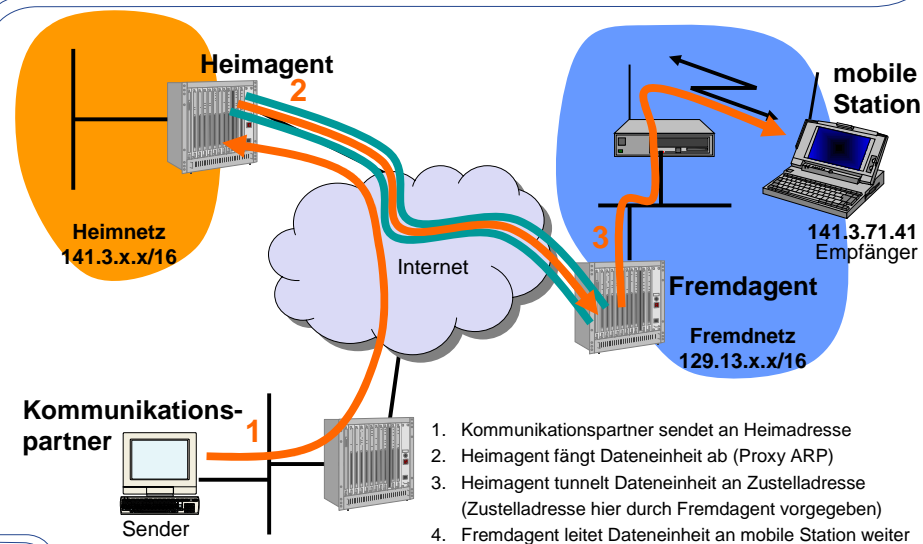 Heimagent
2
mobile
Station
Heimnetz
141.3.x.x/16
Internet
3
141.3.71.41
Empfänger
Fremdagent
Fremdnetz
129.13.x.x/16
Kommunikations-
partner
1
Sender
1. Kommunikationspartner sendet an Heimadresse
2. Heimagent fängt Dateneinheit ab (Proxy ARP)
3. Heimagent tunnelt Dateneinheit an Zustelladresse
(Zustelladresse hier durch Fremdagent vorgegeben)
4. Fremdagent leitet Dateneinheit an mobile Station weiter